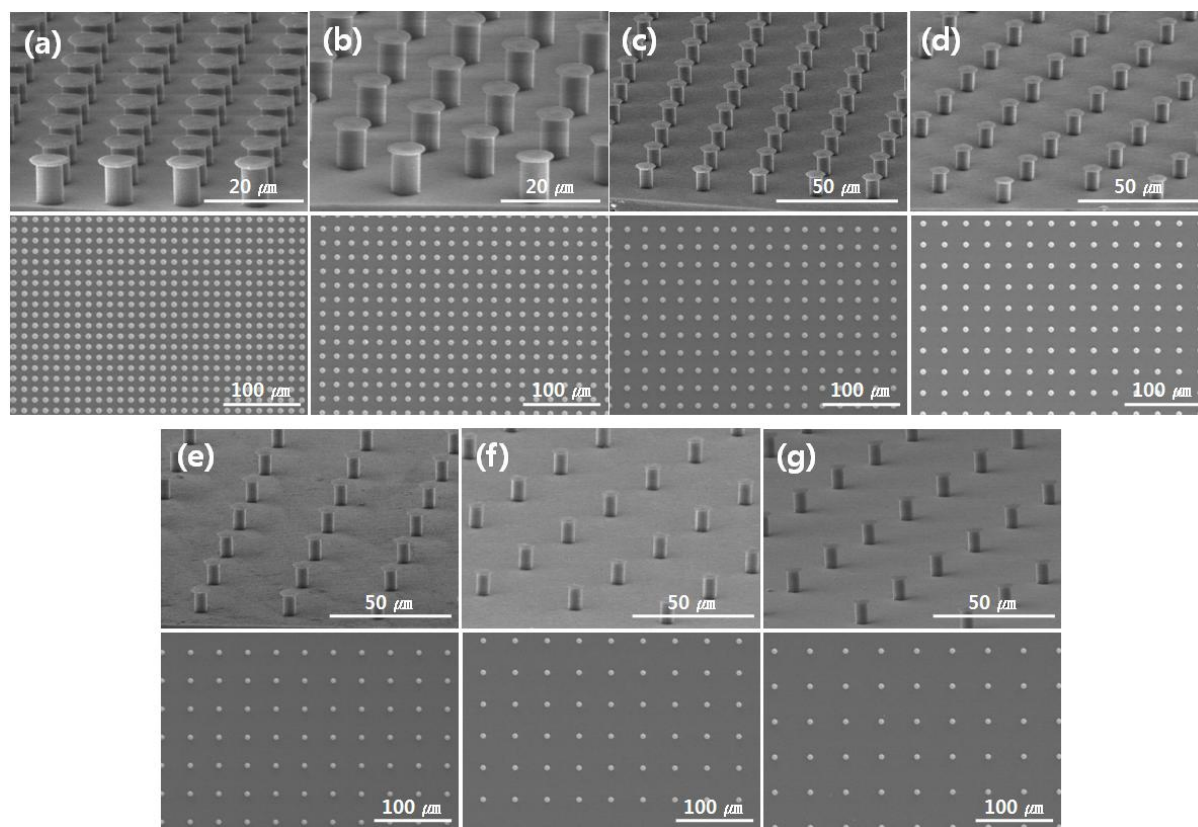 (a) (b) (c) (d)
20 ㎛ 20 ㎛ 50 ㎛ 50 ㎛
100 ㎛ 100 ㎛ 100 ㎛ 100 ㎛
(e) (f) (g)
50 ㎛ 50 ㎛ 50 ㎛
100 ㎛ 100 ㎛ 100 ㎛